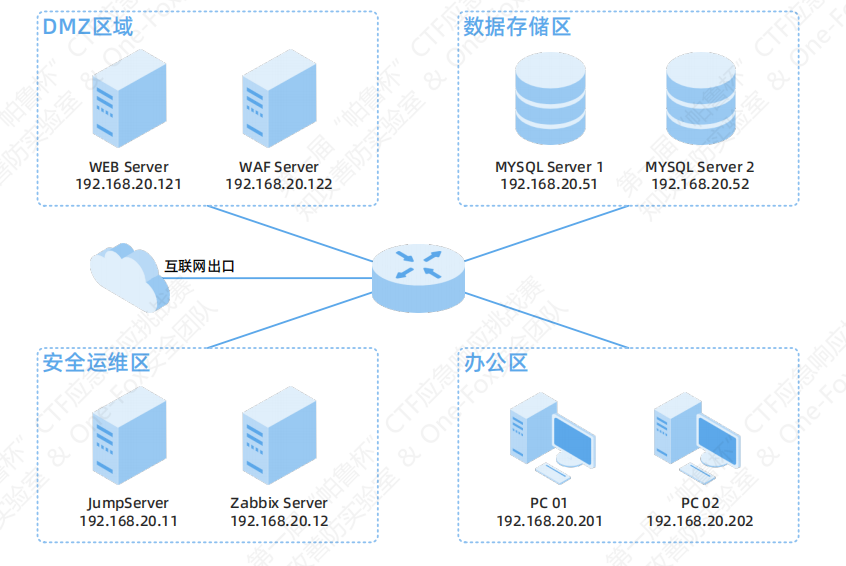 DMZ区域
数据存储区
WEB Server
192.168.20.121
WAF Server
192.168.20.122
MYSQL Server 1
192.168.20.51
MYSQL Server 2
192.168.20.52
互联网出口
安全运维区
办公区
JumpServer
192.168.20.11
Zabbix Server
192.168.20.12
PC 01
192.168.20.201
PC 02
192.168.20.202
第一届“帕鲁杯”CTF应急响应挑战赛
知攻善防实验室 & One-Fox安全团队